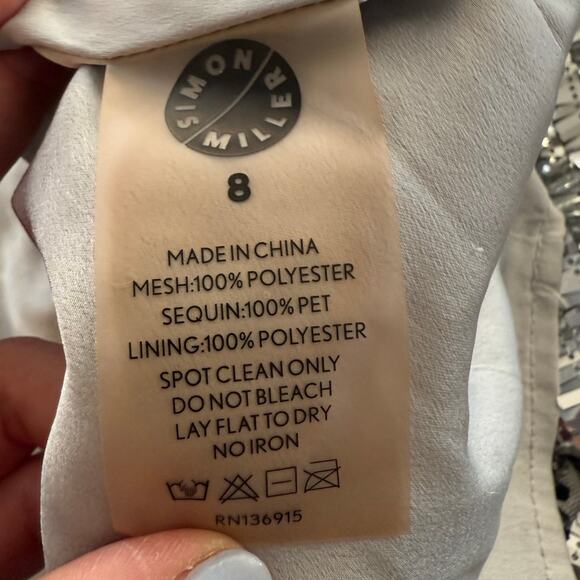 SIMON
MILLER
8
MADE IN CHINA
MESH:100% POLYESTER
SEQUIN:100% PET
LINING:100% POLYESTER
SPOT CLEAN ONLY
DO NOT BLEACH
LAY FLAT TO DRY
NO IRON
RN136915